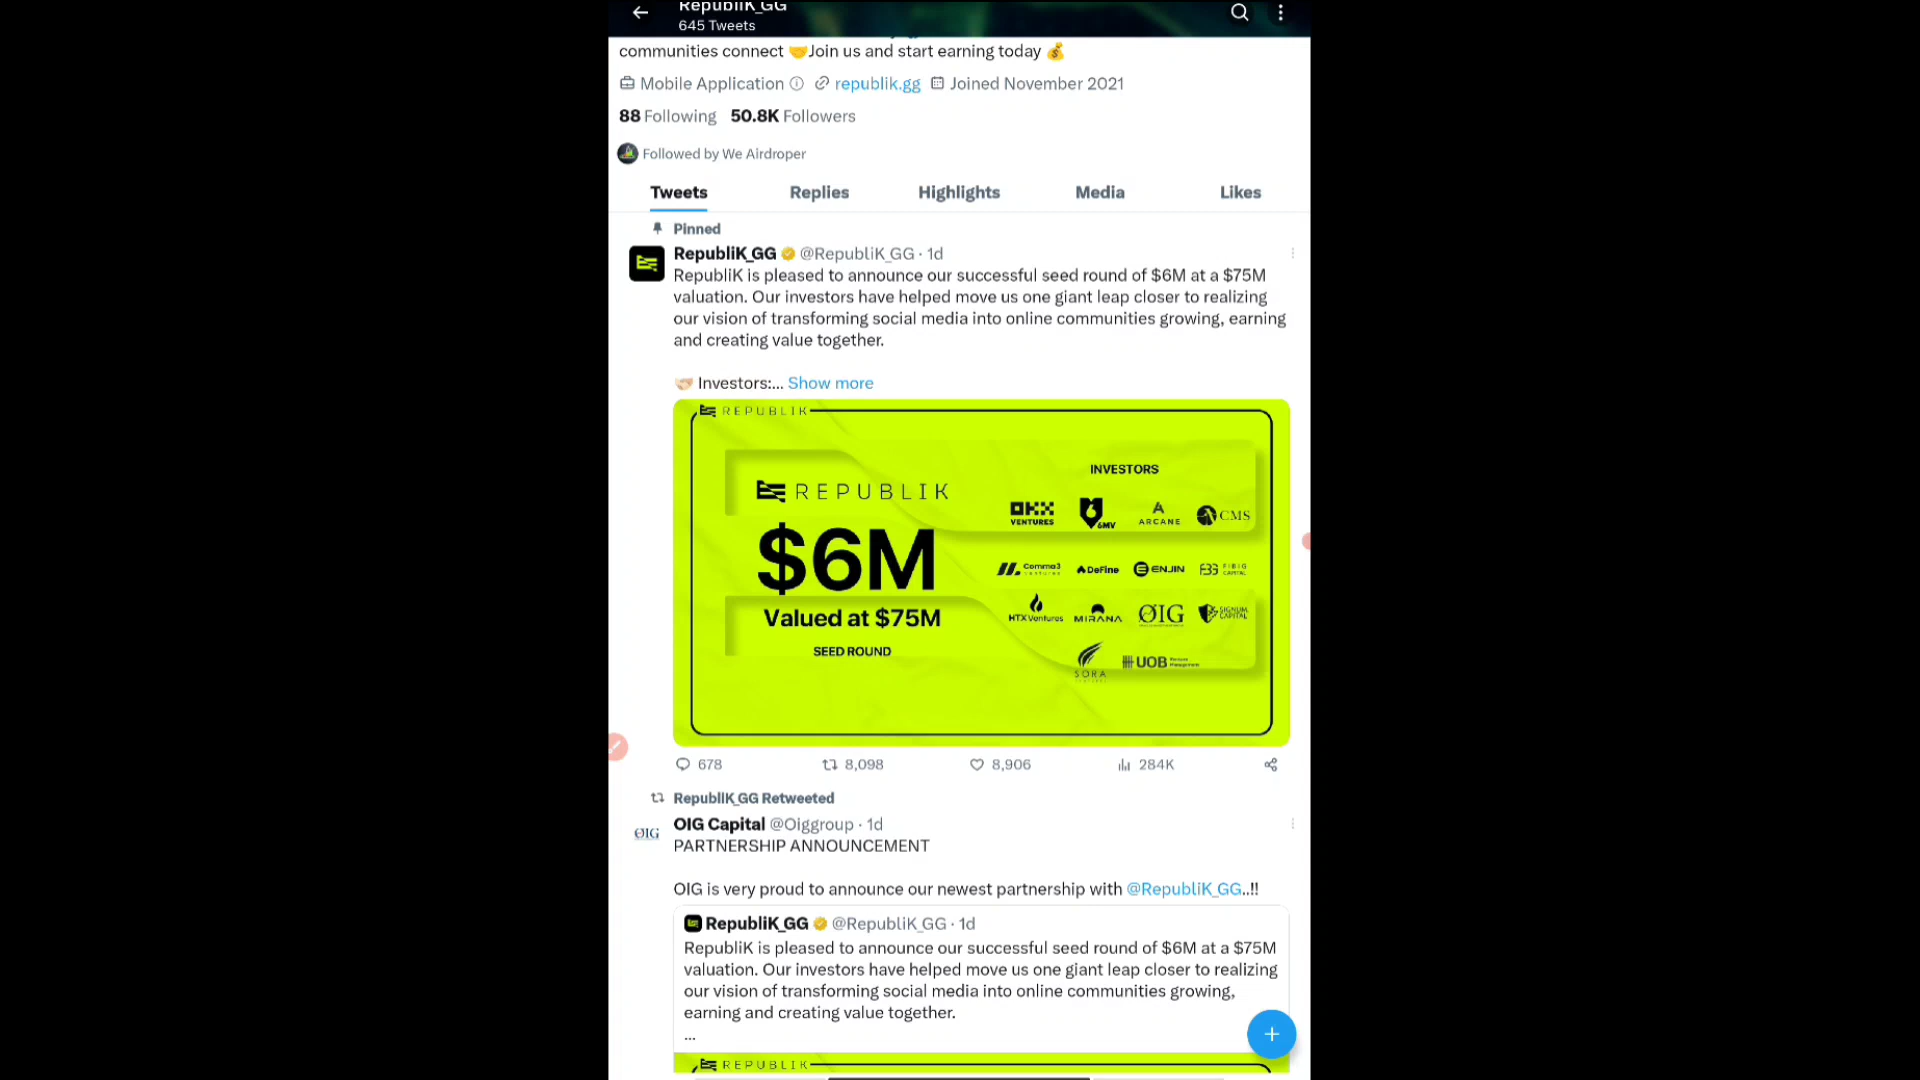 RepubliK_GG
645 Tweets
communities connect 🤝Join us and start earning today 💰
Mobile Application republik.gg Joined November 2021
88 Following 50.8K Followers
Followed by We Airdroper
Tweets Replies Highlights Media Likes
Pinned
RepubliK_GG @RepubliK_GG · 1d
RepubliK is pleased to announce our successful seed round of $6M at a $75M
valuation. Our investors have helped move us one giant leap closer to realizing
our vision of transforming social media into online communities growing, earning
and creating value together.
🤝🏻 Investors:... Show more
REPUBLIK
INVESTORS
REPUBLIK
OKX VENTURES 6MV ARCANE CMS
$6M
Comma3 Ventures DeFine ENJIN FBG CAPITAL
Valued at $75M
HTX Ventures MIRANA ØIG SIGNUM CAPITAL
SEED ROUND
SORA UOB Venture Management
678 8,098 8,906 284K
RepubliK_GG Retweeted
OIG Capital @Oiggroup · 1d
ØIG
PARTNERSHIP ANNOUNCEMENT
OIG is very proud to announce our newest partnership with @RepubliK_GG..!!
RepubliK_GG @RepubliK_GG · 1d
RepubliK is pleased to announce our successful seed round of $6M at a $75M
valuation. Our investors have helped move us one giant leap closer to realizing
our vision of transforming social media into online communities growing,
earning and creating value together.
...
REPUBLIK